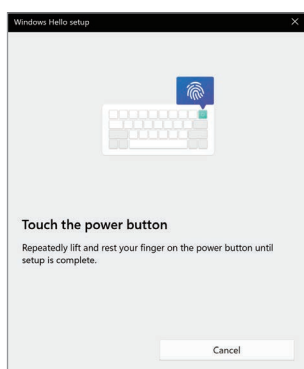 Windows Hello setup
Touch the power button
Repeatedly lift and rest your finger on the power button until
setup is complete.
Cancel